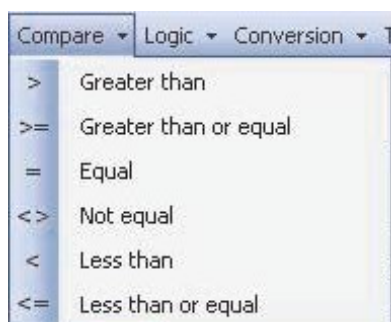 Compare Logic Conversion
> Greater than
>= Greater than or equal
= Equal
<> Not equal
< Less than
<= Less than or equal